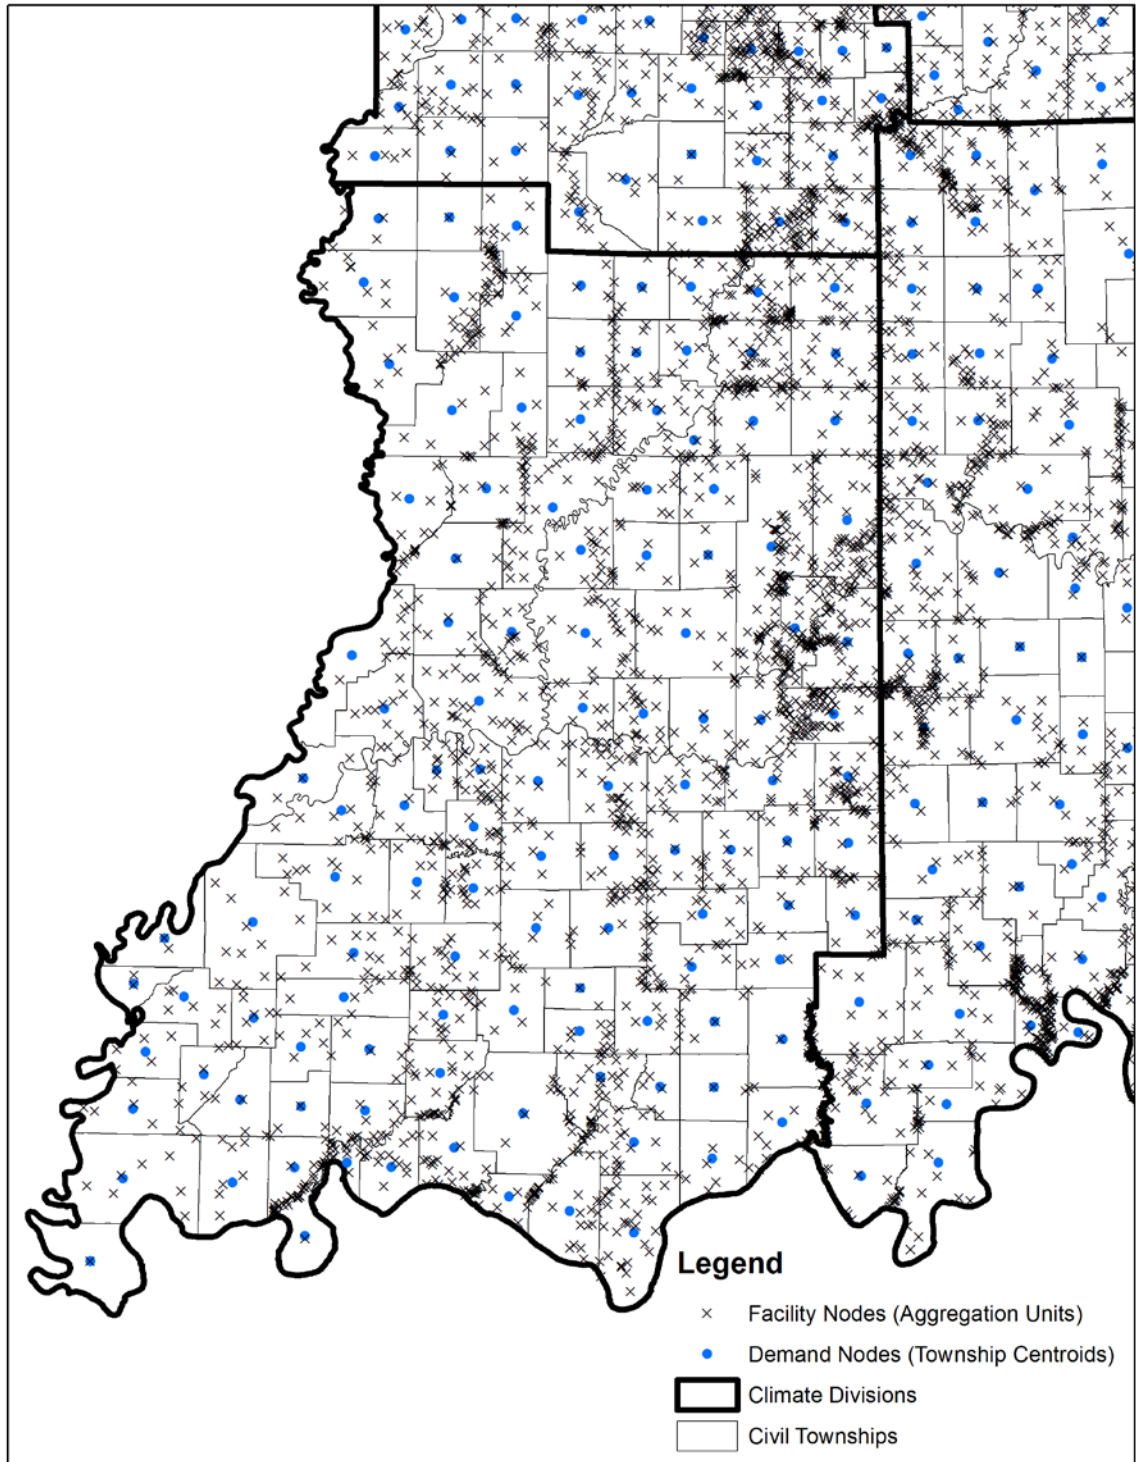 Legend
Facility Nodes (Aggregation Units)
Demand Nodes (Township Centroids)
Climate Divisions
Civil Townships